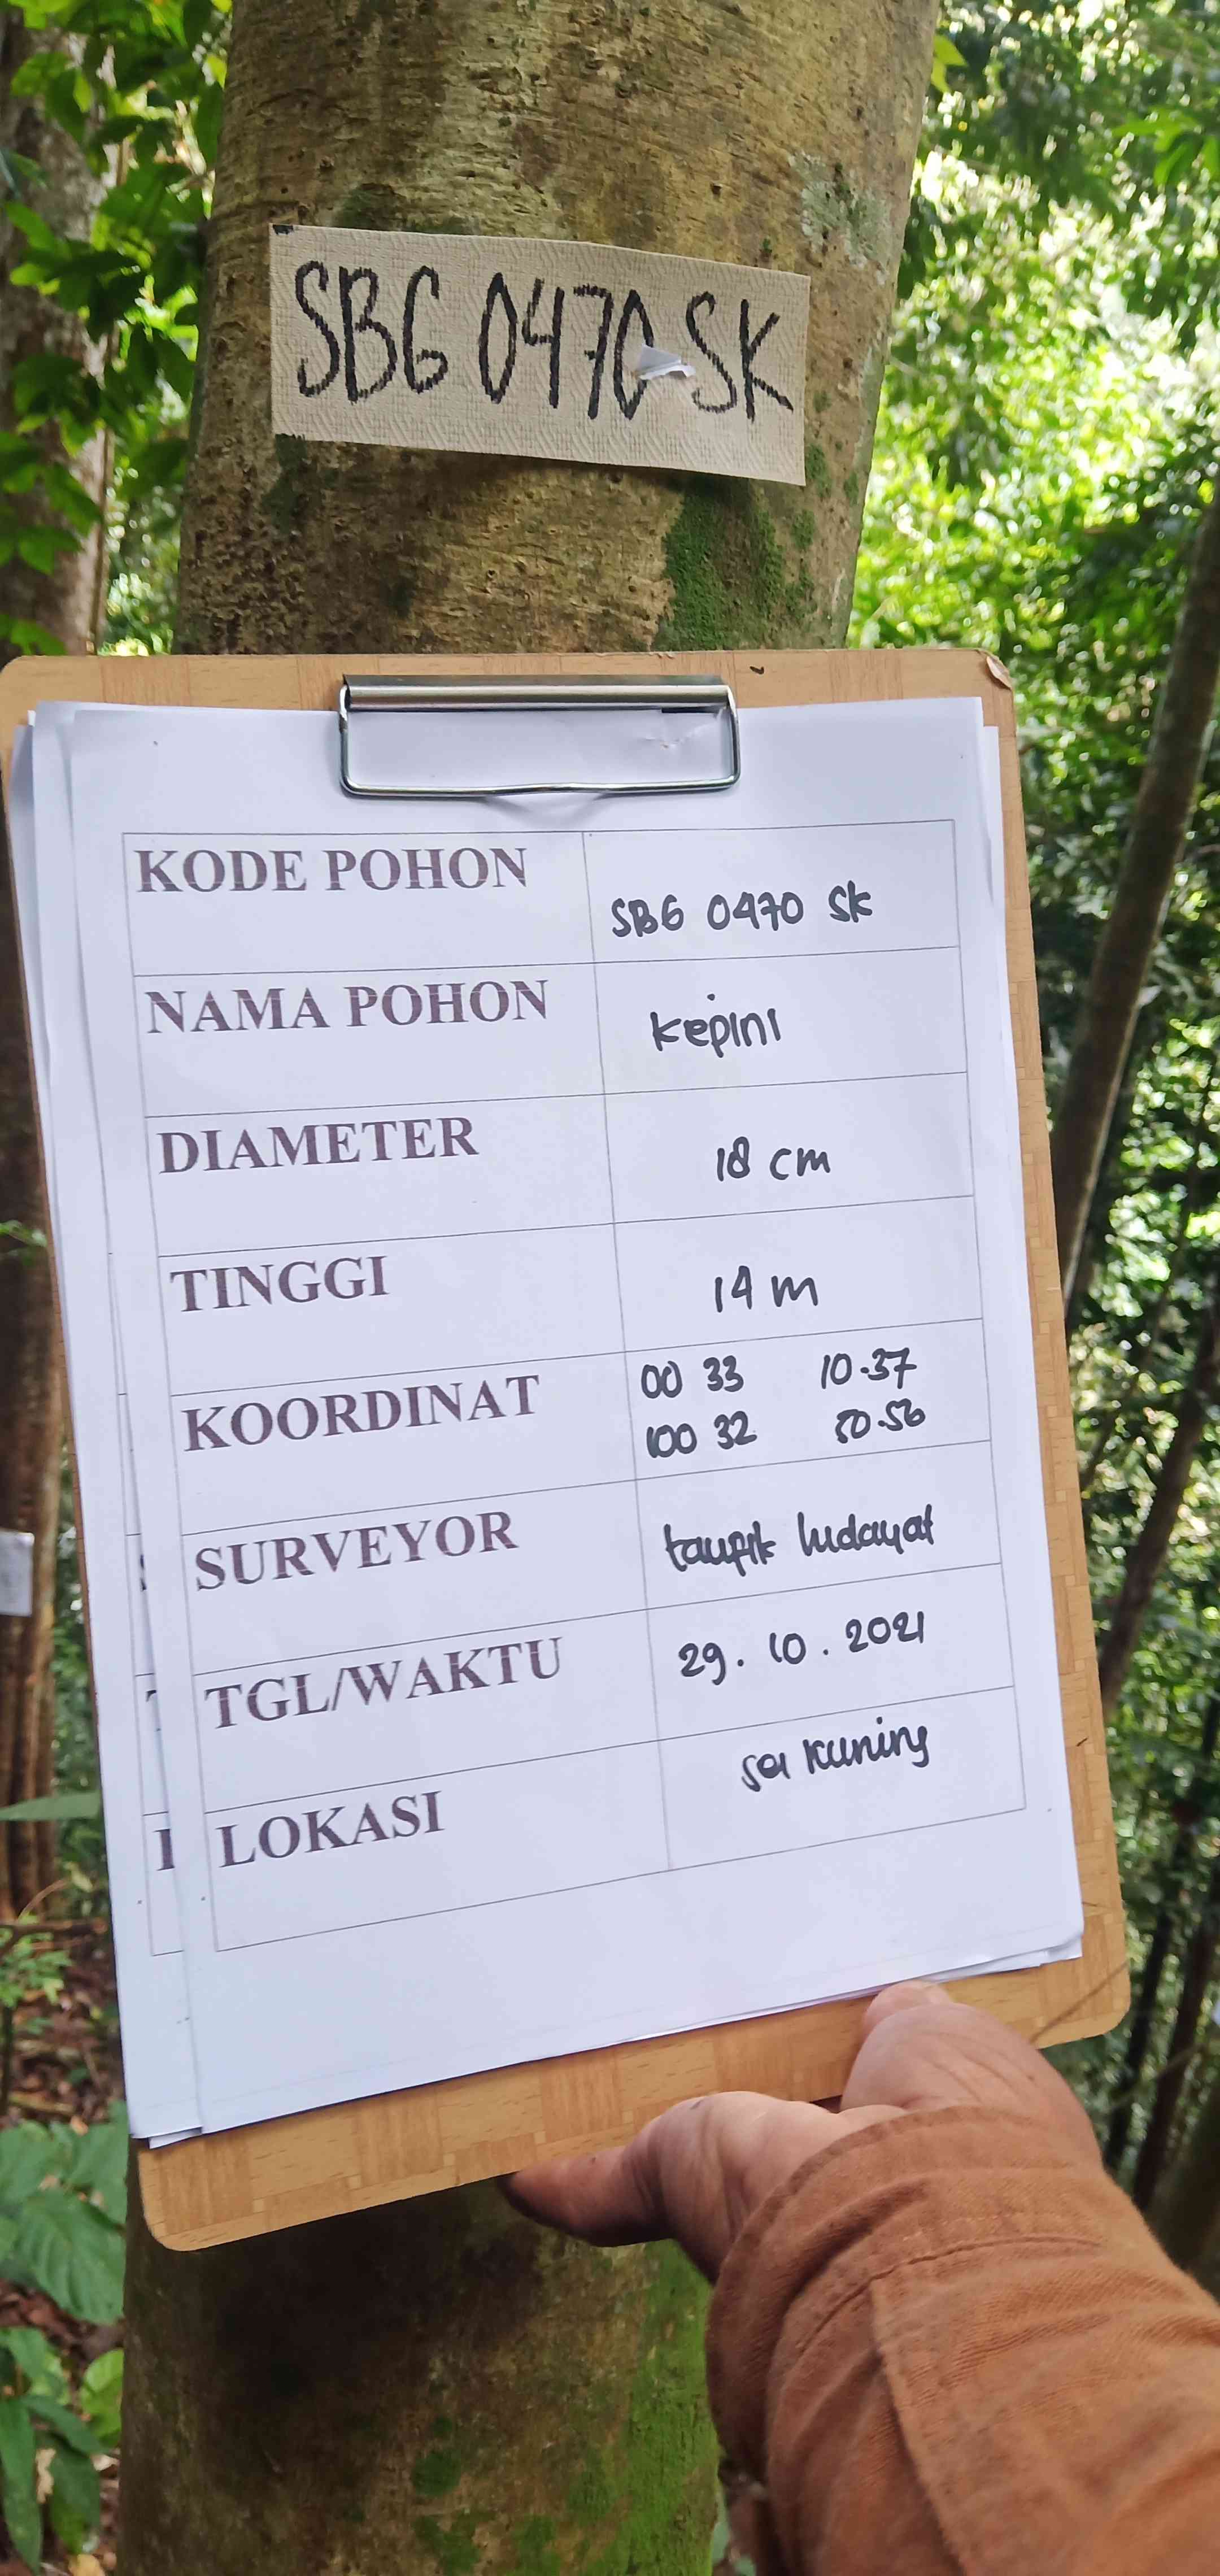 SBG 0470 SK
KODE POHON
SBG 0470 SK
NAMA POHON
kepini
DIAMETER
18 cm
TINGGI
14 m
KOORDINAT
00 33 10.37
100 32 50.56
SURVEYOR
taufik hidayat
TGL/WAKTU
29. 10. 2021
LOKASI
sei kuning